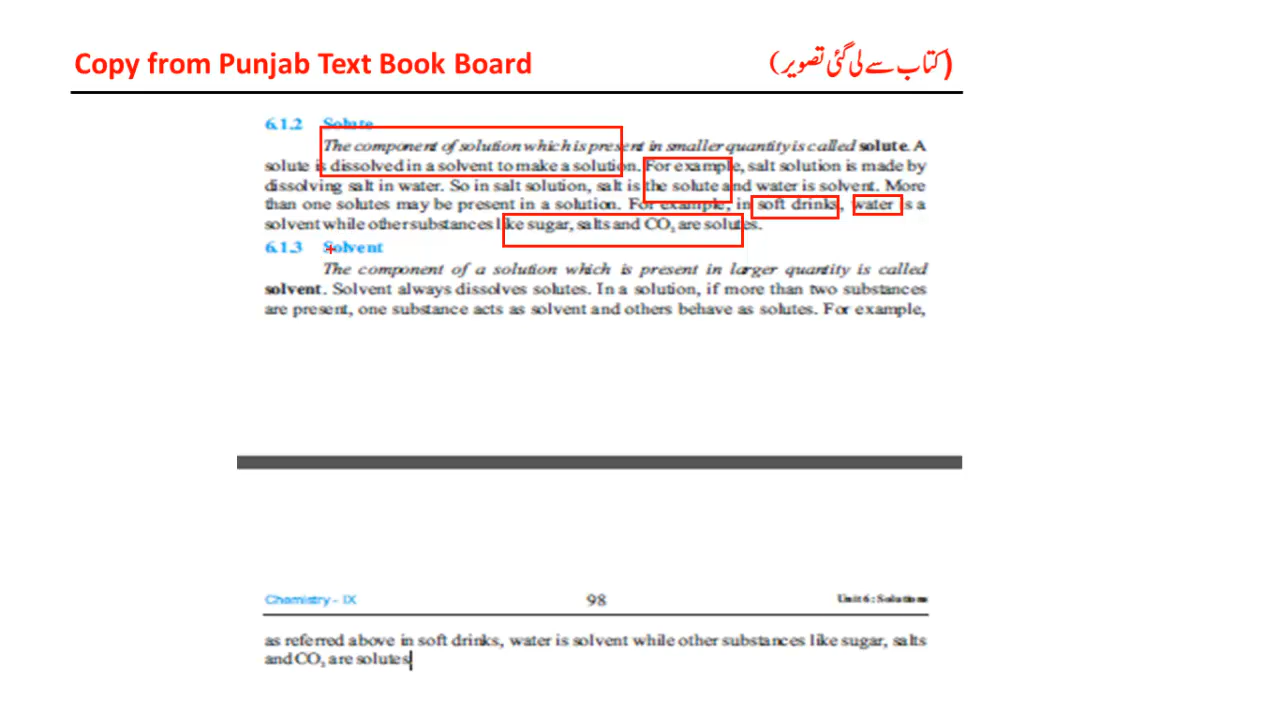 Copy from Punjab Text Book Board
(کتاب سے لی گئی تصویر)
6.1.2 Solute
The component of solution which is present in smaller quantity is called solute. A
solute is dissolved in a solvent to make a solution. For example, salt solution is made by
dissolving salt in water. So in salt solution, salt is the solute and water is solvent. More
than one solutes may be present in a solution. For example, in soft drinks, water is a
solvent while other substances like sugar, salts and CO₂ are solutes.
6.1.3 Solvent
The component of a solution which is present in larger quantity is called
solvent. Solvent always dissolves solutes. In a solution, if more than two substances
are present, one substance acts as solvent and others behave as solutes. For example,
Chemistry - IX 98 Unit 6: Solutions
as referred above in soft drinks, water is solvent while other substances like sugar, salts
and CO₂ are solutes